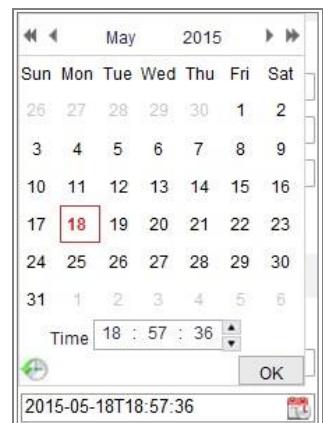 May 2015
Sun Mon Tue Wed Thu Fri Sat
26 27 28 29 30 1 2
3 4 5 6 7 8 9
10 11 12 13 14 15 16
17 18 19 20 21 22 23
24 25 26 27 28 29 30
31 1 2 3 4 5 6
Time 18 : 57 : 36
OK
2015-05-18T18:57:36